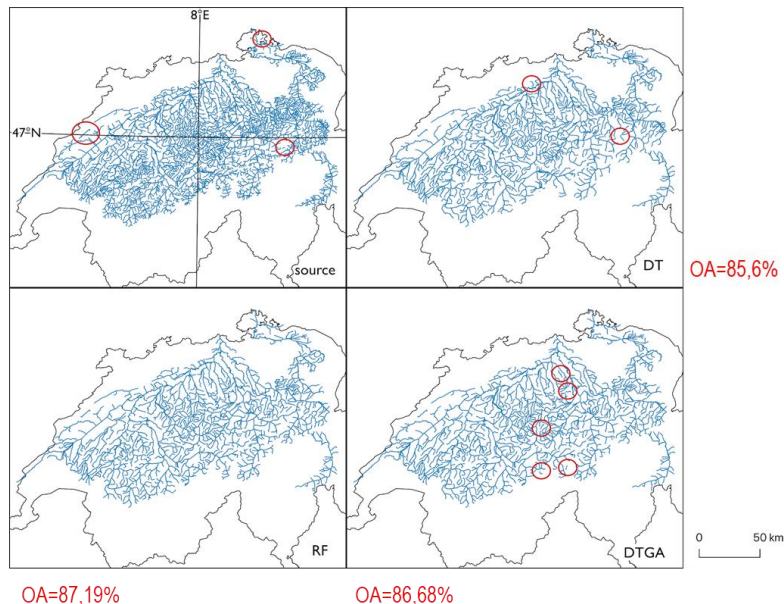 8°E
47°N
source
DT
OA=85,6%
RF
DTGA
0 50 km
OA=87,19%
OA=86,68%